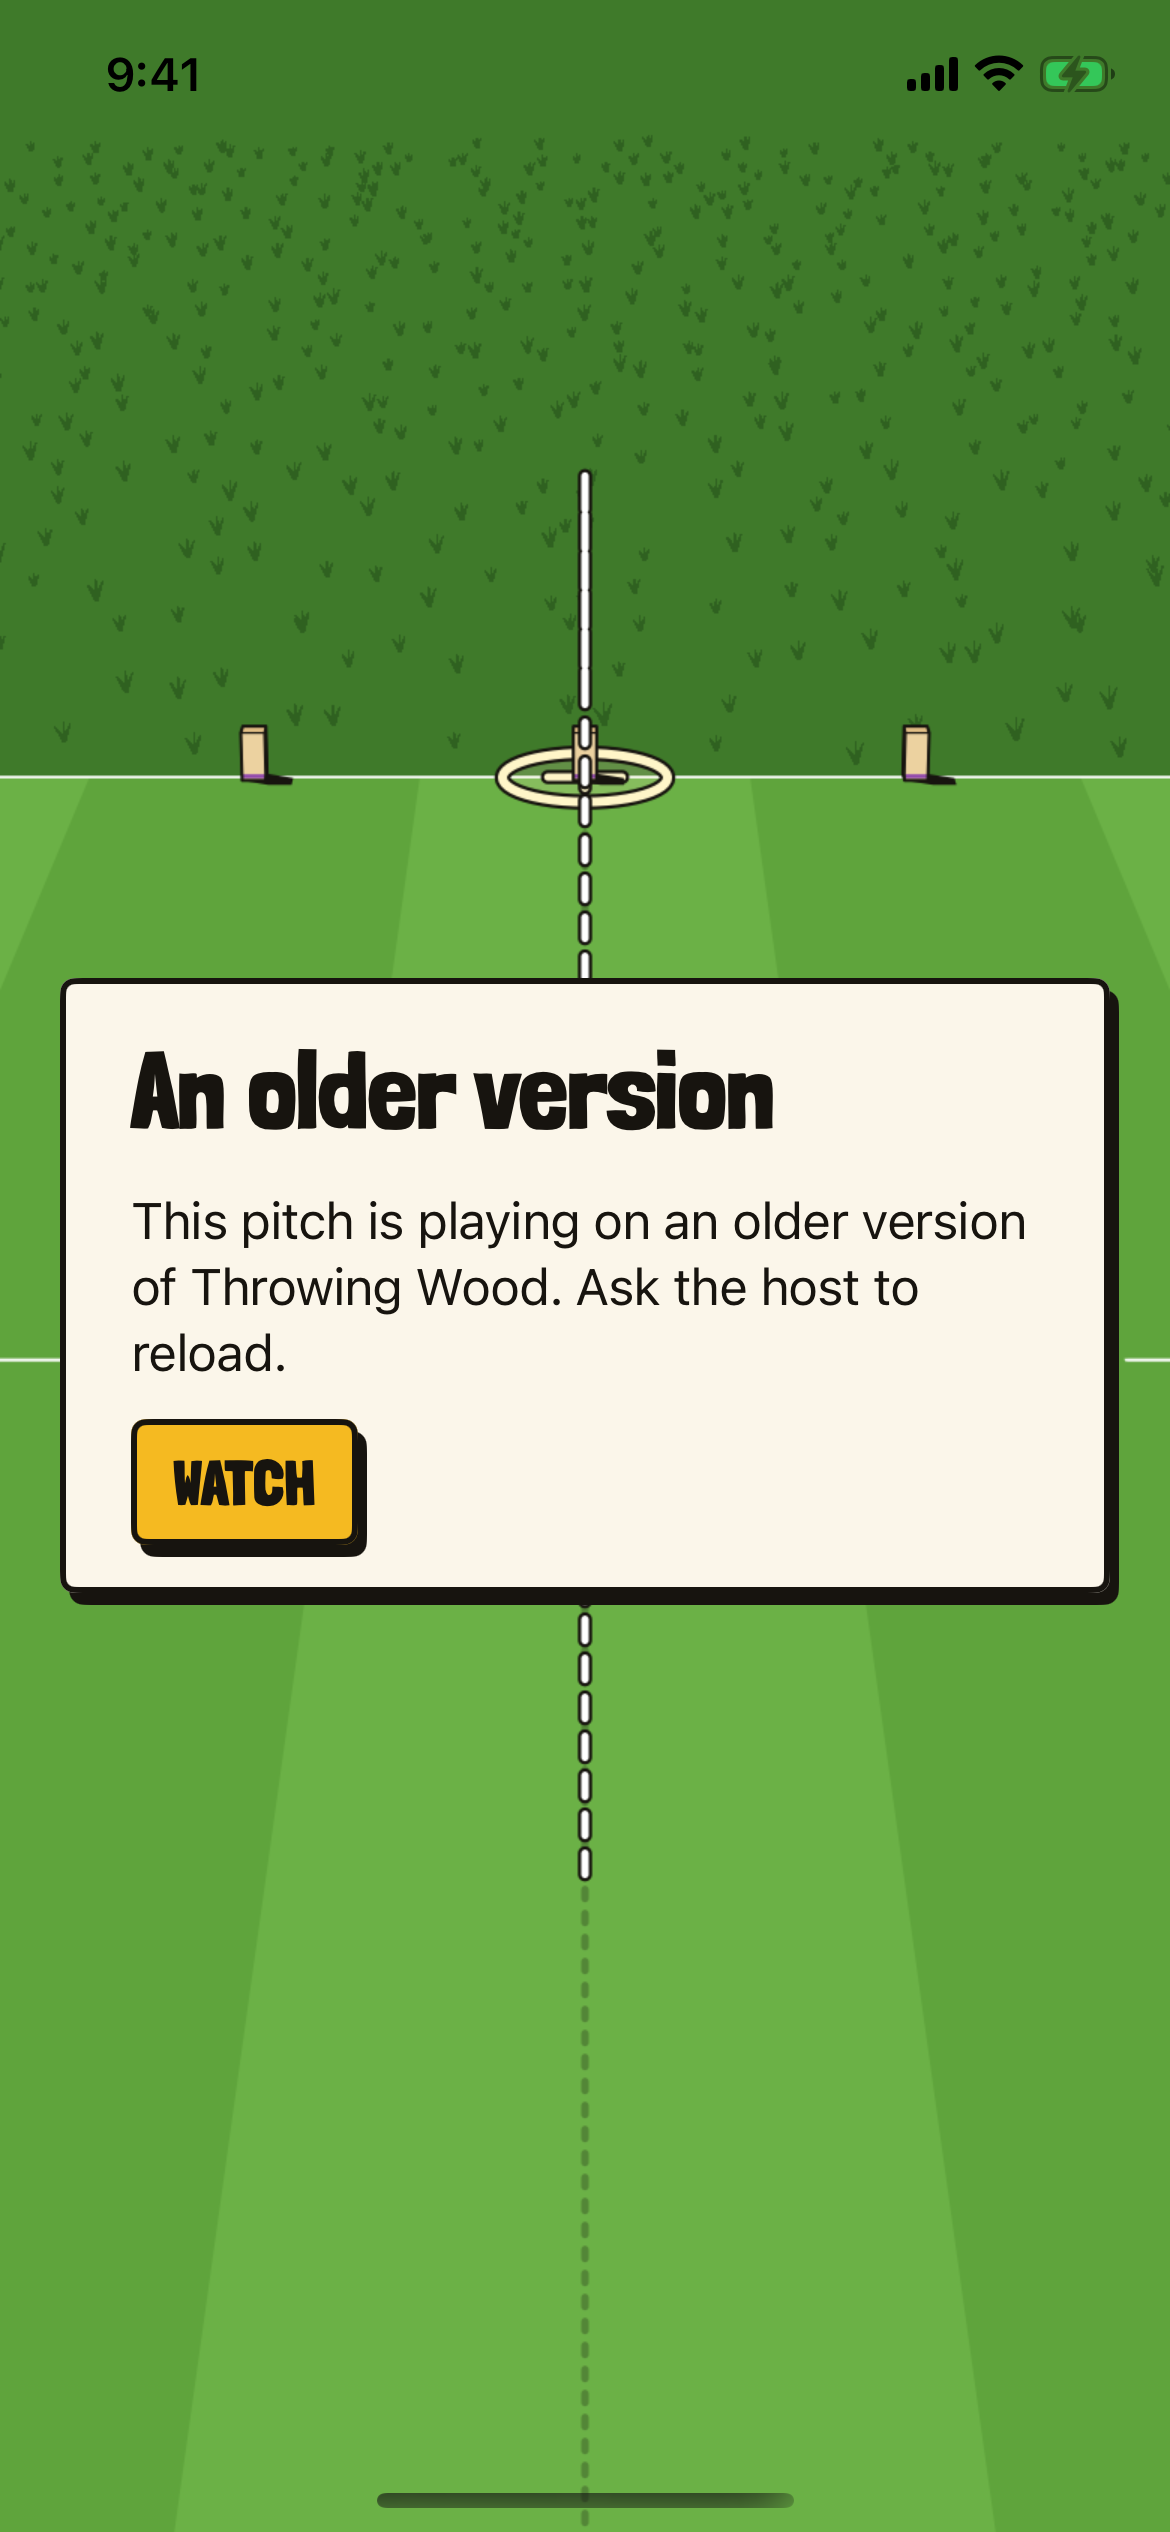 9:41
An older version
This pitch is playing on an older version
of Throwing Wood. Ask the host to
reload.
WATCH